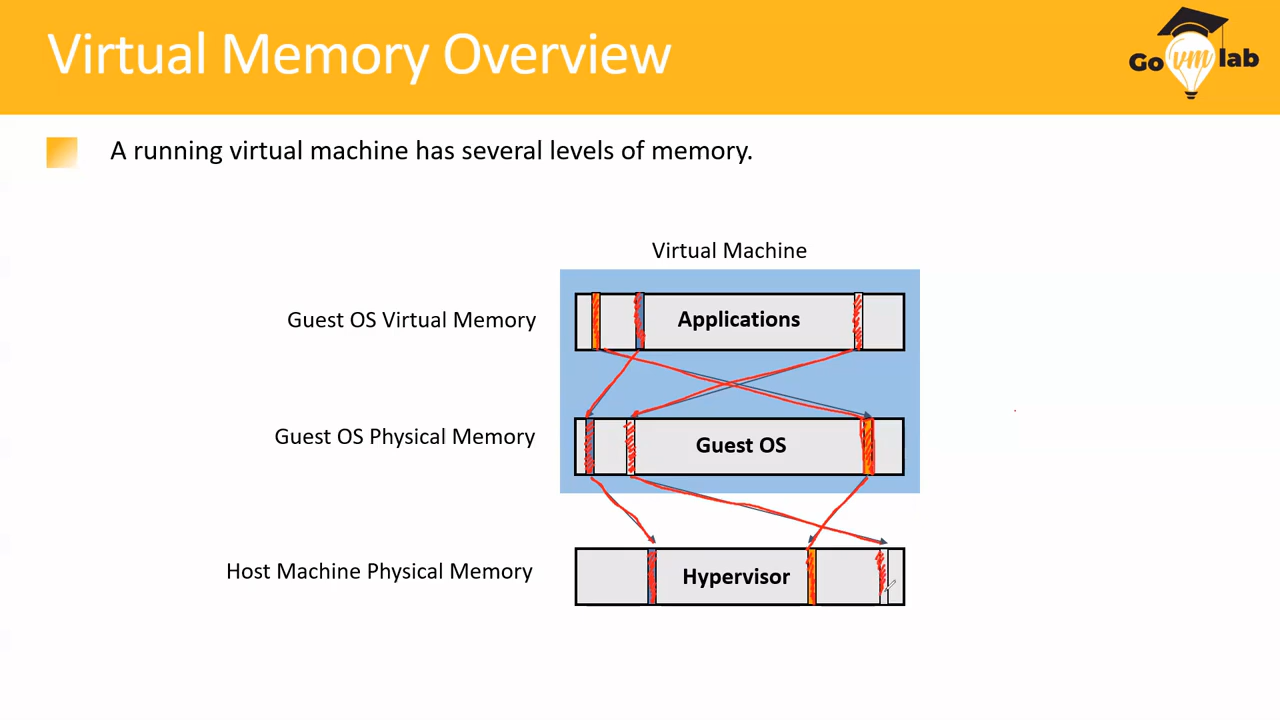 Virtual Memory Overview
Go vm lab
A running virtual machine has several levels of memory.
Virtual Machine
Guest OS Virtual Memory
Applications
Guest OS Physical Memory
Guest OS
Host Machine Physical Memory
Hypervisor